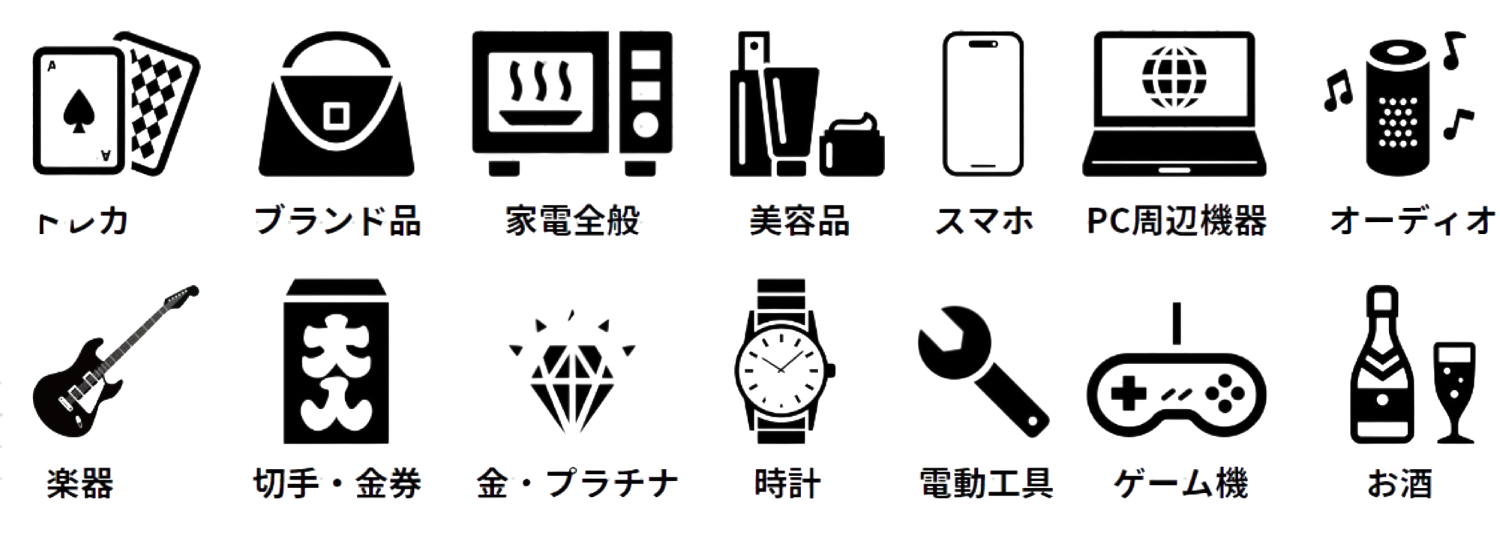 A
A
トレカ
ブランド品
家電全般
美容品
スマホ
PC周辺機器
オーディオ
大入
楽器
切手・金券
金・プラチナ
時計
電動工具
ゲーム機
お酒